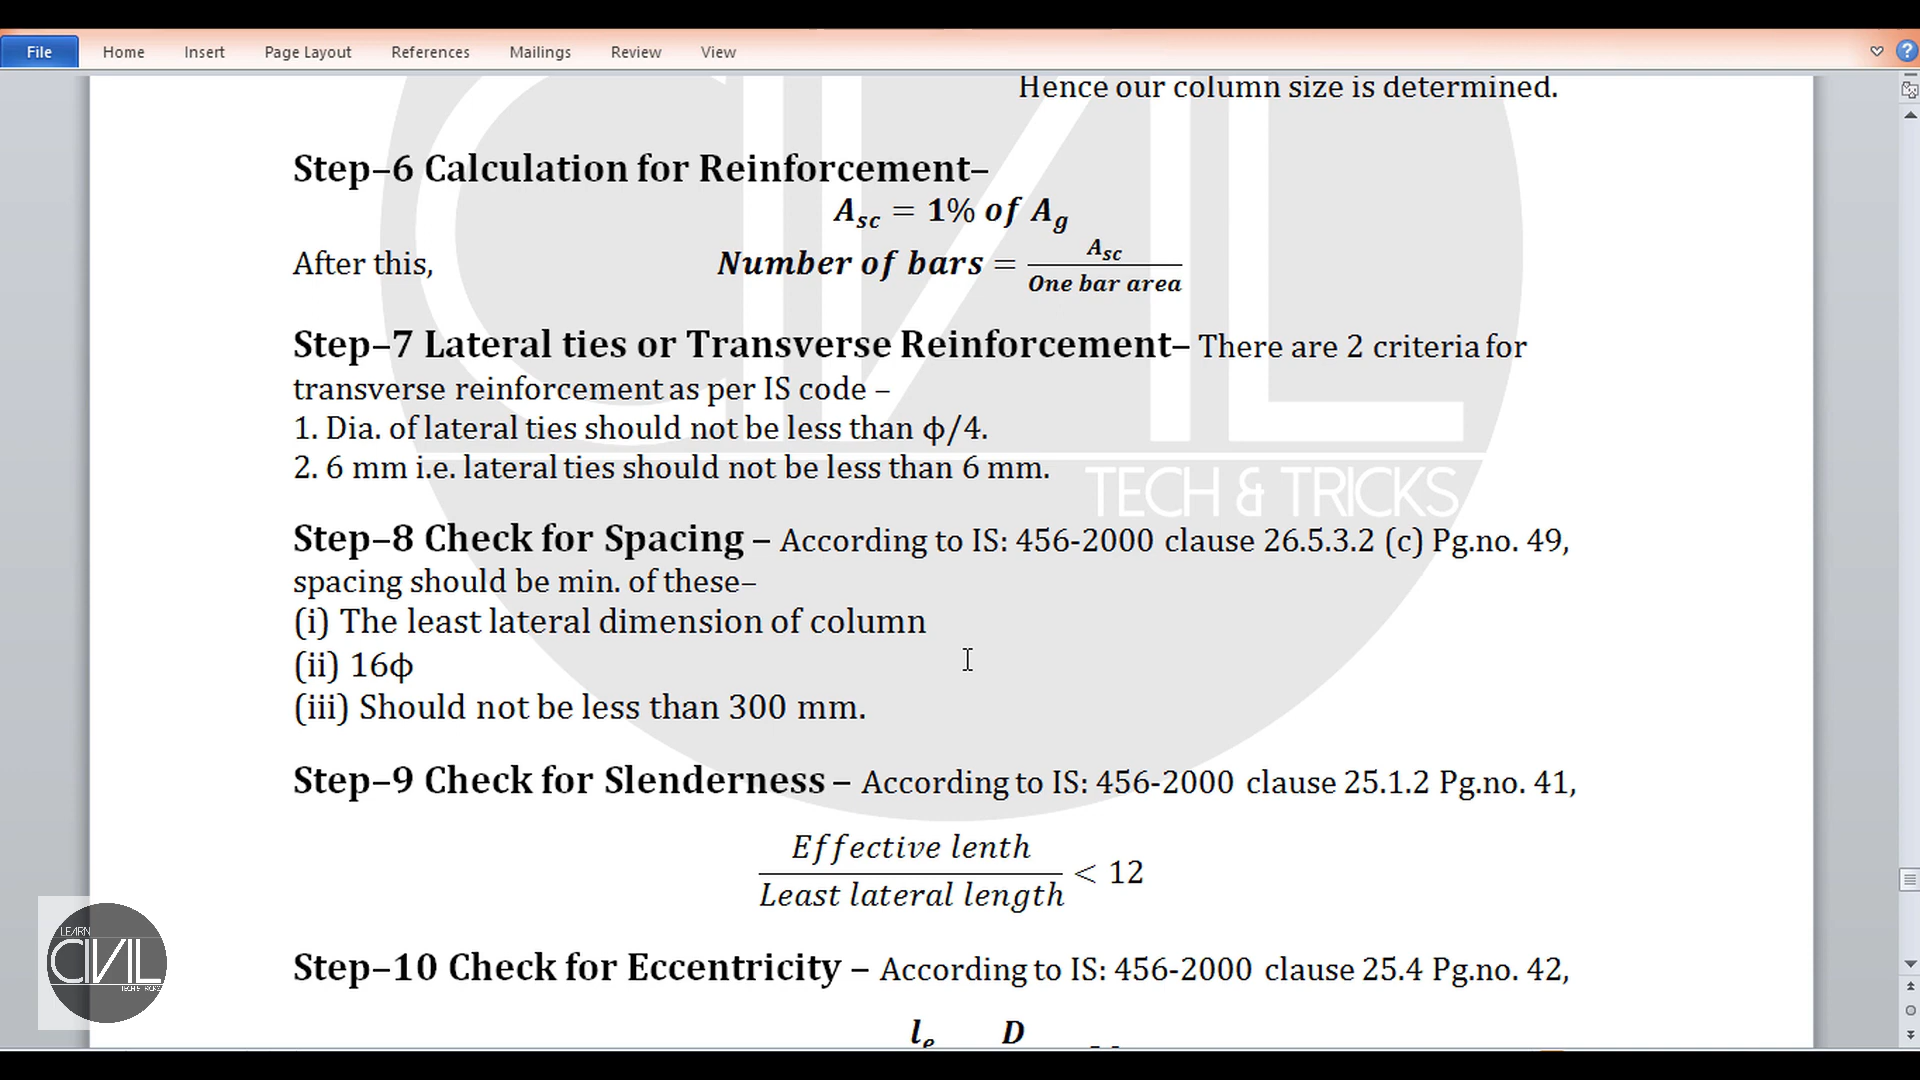 File Home Insert Page Layout References Mailings Review View
Hence our column size is determined.
Step–6 Calculation for Reinforcement–
A_sc = 1% of A_g
After this, Number of bars = A_sc / One bar area
Step–7 Lateral ties or Transverse Reinforcement– There are 2 criteria for
transverse reinforcement as per IS code –
1. Dia. of lateral ties should not be less than ϕ/4.
2. 6 mm i.e. lateral ties should not be less than 6 mm.
TECH & TRICKS
Step–8 Check for Spacing – According to IS: 456-2000 clause 26.5.3.2 (c) Pg.no. 49,
spacing should be min. of these–
(i) The least lateral dimension of column
(ii) 16ϕ
(iii) Should not be less than 300 mm.
Step–9 Check for Slenderness – According to IS: 456-2000 clause 25.1.2 Pg.no. 41,
Effective lenth / Least lateral length < 12
LEARN
CIVIL
TECH & TRICKS
Step–10 Check for Eccentricity – According to IS: 456-2000 clause 25.4 Pg.no. 42,
l_e D